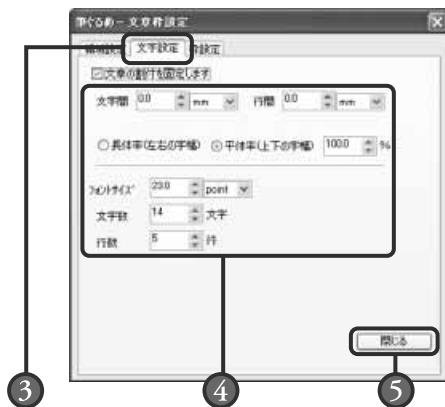 筆ぐるめ－文章枠設定
文字設定 枠設定
文章の割付を固定します
文字間 0.0 mm 行間 0.0 mm
長体率(左右の字幅) 平体率(上下の字幅) 100.0 %
フォントサイズ 23.0 point
文字数 14 文字
行数 5 行
閉じる
3 4 5